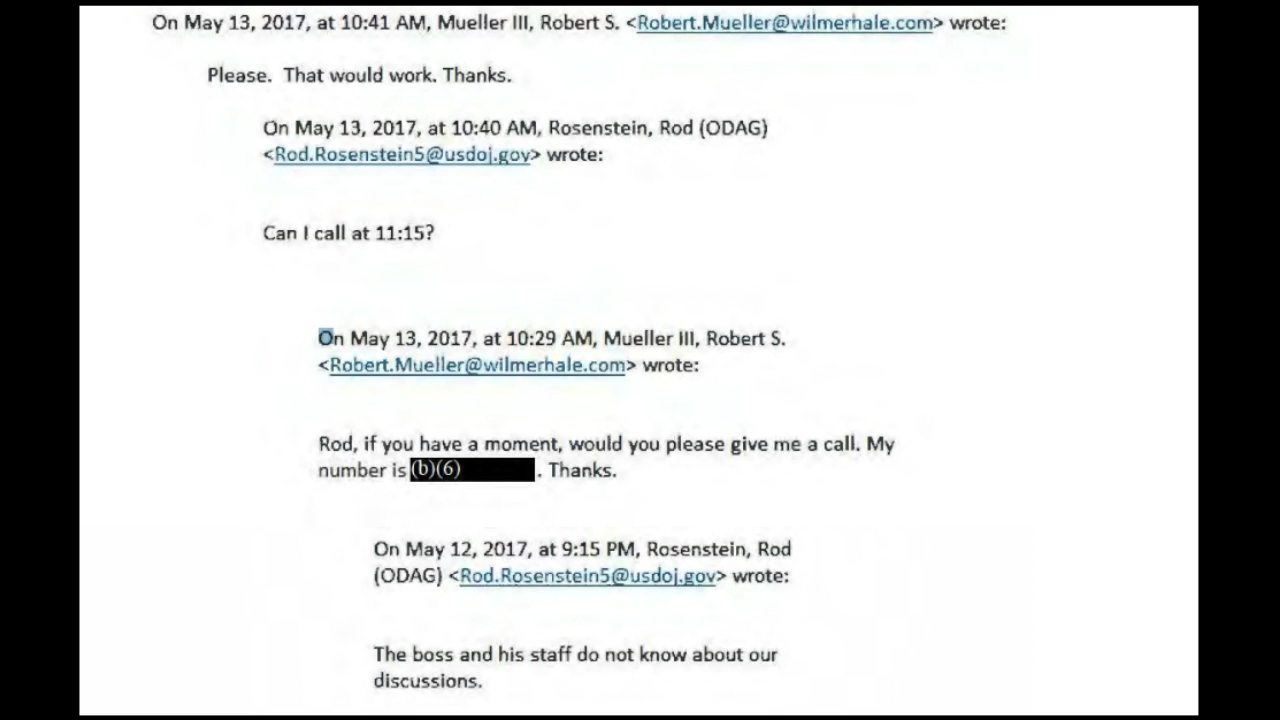 On May 13, 2017, at 10:41 AM, Mueller III, Robert S. <Robert.Mueller@wilmerhale.com> wrote:
Please.  That would work. Thanks.
On May 13, 2017, at 10:40 AM, Rosenstein, Rod (ODAG)
<Rod.Rosenstein5@usdoj.gov> wrote:
Can I call at 11:15?
On May 13, 2017, at 10:29 AM, Mueller III, Robert S.
<Robert.Mueller@wilmerhale.com> wrote:
Rod, if you have a moment, would you please give me a call. My
number is (b)(6) . Thanks.
On May 12, 2017, at 9:15 PM, Rosenstein, Rod
(ODAG) <Rod.Rosenstein5@usdoj.gov> wrote:
The boss and his staff do not know about our
discussions.